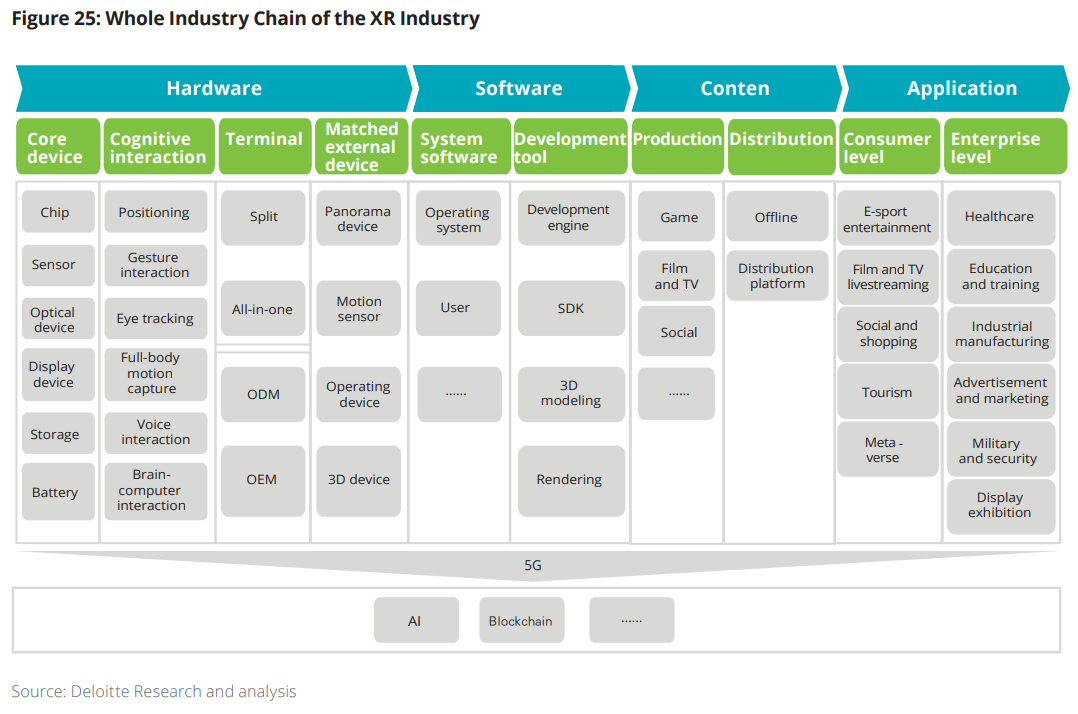 Figure 25: Whole Industry Chain of the XR Industry
Hardware
Software
Conten
Application
Core
device
Cognitive
interaction
Terminal
Matched
external
device
System
software
Development
tool
Production
Distribution
Consumer
level
Enterprise
level
Chip
Sensor
Optical
device
Display
device
Storage
Battery
Positioning
Gesture
interaction
Eye tracking
Full-body
motion
capture
Voice
interaction
Brain-
computer
interaction
Split
All-in-one
ODM
OEM
Panorama
device
Motion
sensor
Operating
device
3D device
Operating
system
User
......
Development
engine
SDK
3D
modeling
Rendering
Game
Film
and TV
Social
......
Offline
Distribution
platform
E-sport
entertainment
Film and TV
livestreaming
Social and
shopping
Tourism
Meta -
verse
Healthcare
Education
and training
Industrial
manufacturing
Advertisement
and marketing
Military
and security
Display
exhibition
5G
AI
Blockchain
......
Source: Deloitte Research and analysis